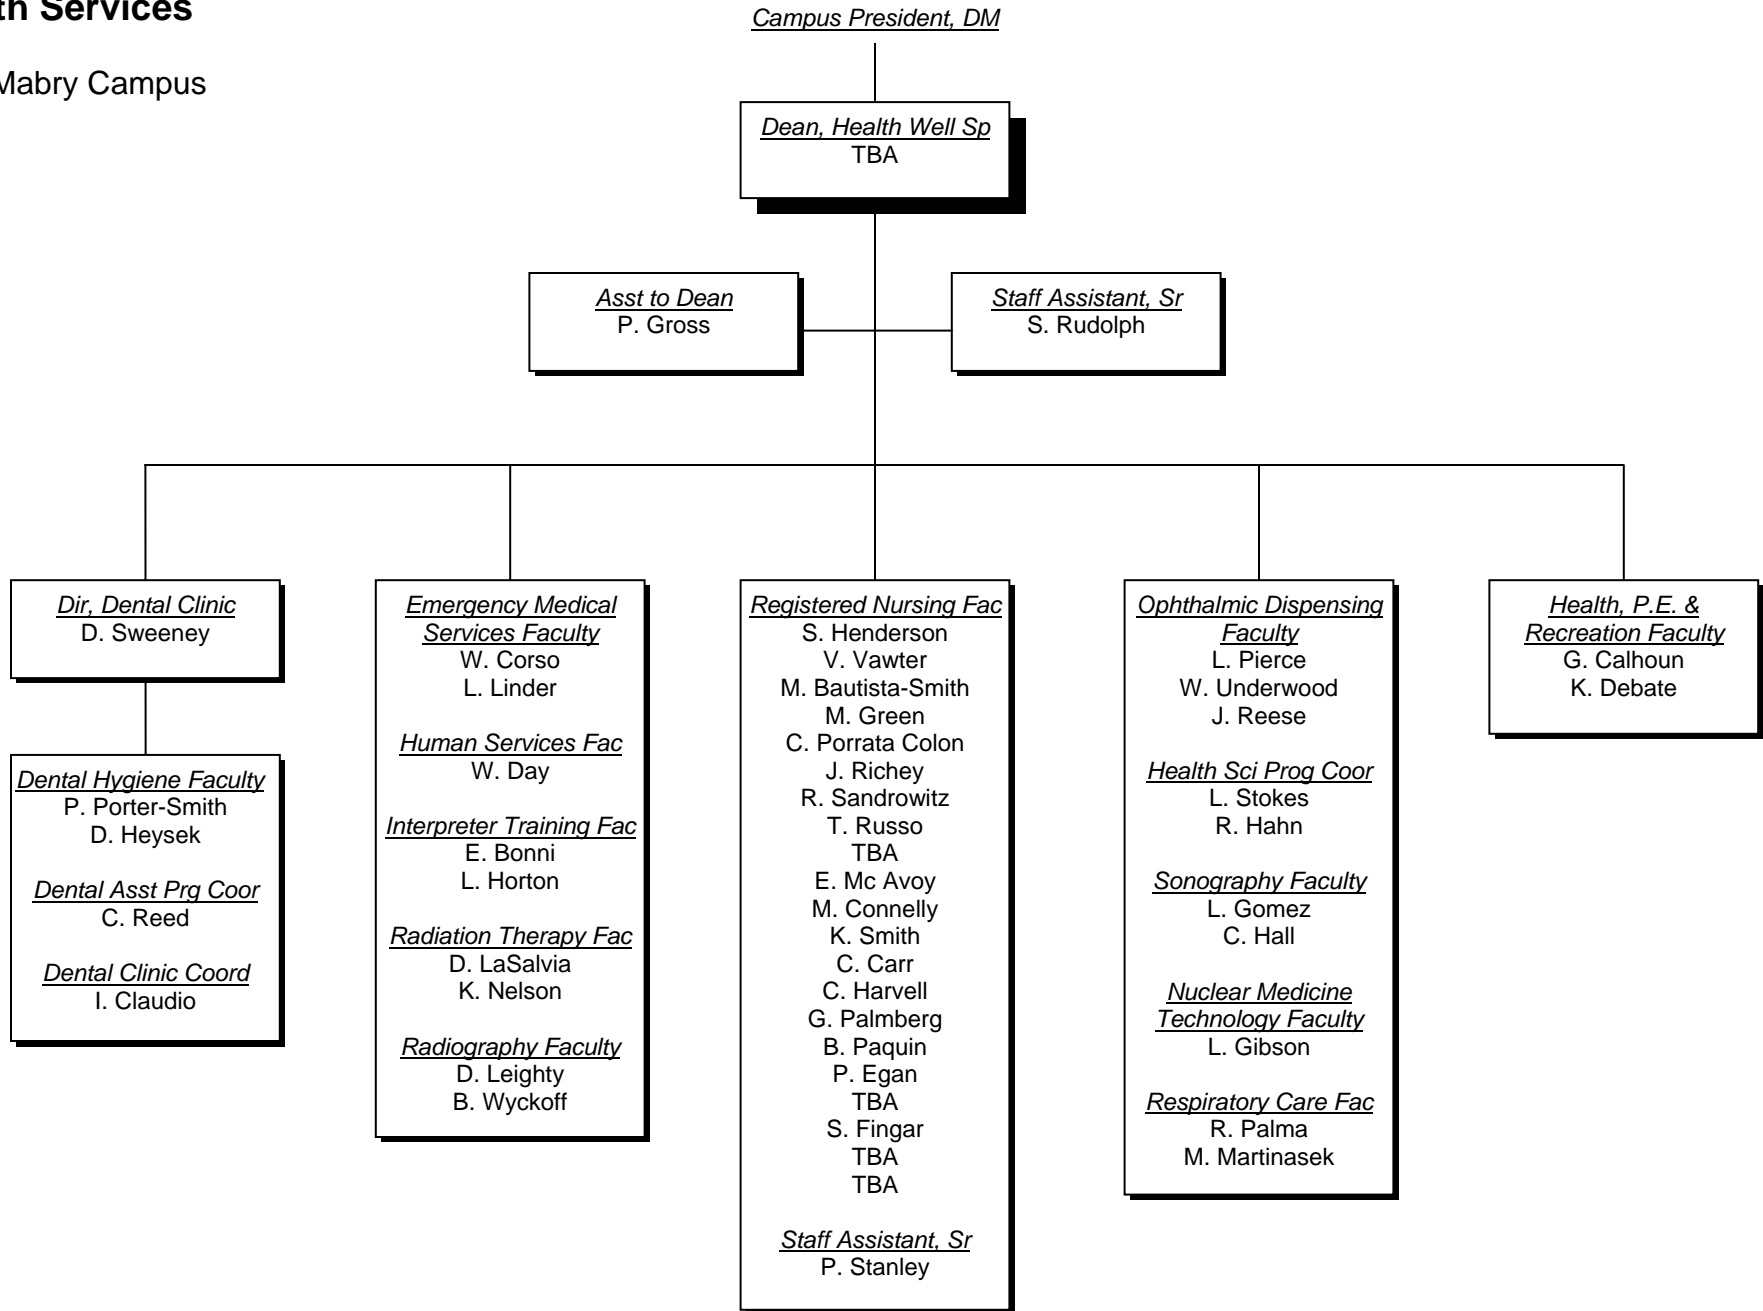 th Services
Mabry Campus
Campus President, DM
Dean, Health Well Sp
TBA
Asst to Dean
P. Gross
Staff Assistant, Sr
S. Rudolph
Dir, Dental Clinic
D. Sweeney
Dental Hygiene Faculty
P. Porter-Smith
D. Heysek
Dental Asst Prg Coor
C. Reed
Dental Clinic Coord
I. Claudio
Emergency Medical
Services Faculty
W. Corso
L. Linder
Human Services Fac
W. Day
Interpreter Training Fac
E. Bonni
L. Horton
Radiation Therapy Fac
D. LaSalvia
K. Nelson
Radiography Faculty
D. Leighty
B. Wyckoff
Registered Nursing Fac
S. Henderson
V. Vawter
M. Bautista-Smith
M. Green
C. Porrata Colon
J. Richey
R. Sandrowitz
T. Russo
TBA
E. Mc Avoy
M. Connelly
K. Smith
C. Carr
C. Harvell
G. Palmberg
B. Paquin
P. Egan
TBA
S. Fingar
TBA
TBA
Staff Assistant, Sr
P. Stanley
Ophthalmic Dispensing
Faculty
L. Pierce
W. Underwood
J. Reese
Health Sci Prog Coor
L. Stokes
R. Hahn
Sonography Faculty
L. Gomez
C. Hall
Nuclear Medicine
Technology Faculty
L. Gibson
Respiratory Care Fac
R. Palma
M. Martinasek
Health, P.E. &
Recreation Faculty
G. Calhoun
K. Debate